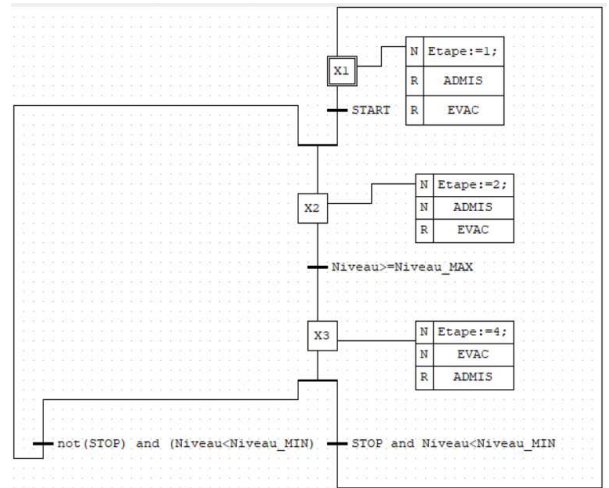 X1
N Etape:=1;
R ADMIS
R EVAC
START
X2
N Etape:=2;
N ADMIS
R EVAC
Niveau>=Niveau_MAX
X3
N Etape:=4;
N EVAC
R ADMIS
not(STOP) and (Niveau<Niveau_MIN)
STOP and Niveau<Niveau_MIN